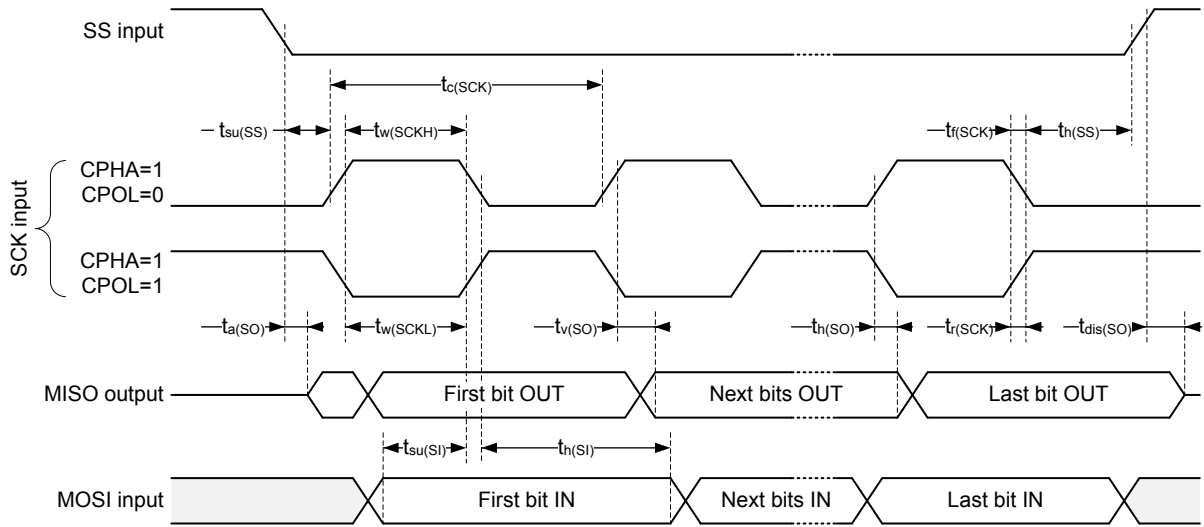 SS input
tc(SCK)
tsu(SS)
tw(SCKH)
tf(SCK)
th(SS)
SCK input
CPHA=1
CPOL=0
CPHA=1
CPOL=1
ta(SO)
tw(SCKL)
tv(SO)
th(SO)
tr(SCK)
tdis(SO)
MISO output
First bit OUT
Next bits OUT
Last bit OUT
tsu(SI)
th(SI)
MOSI input
First bit IN
Next bits IN
Last bit IN